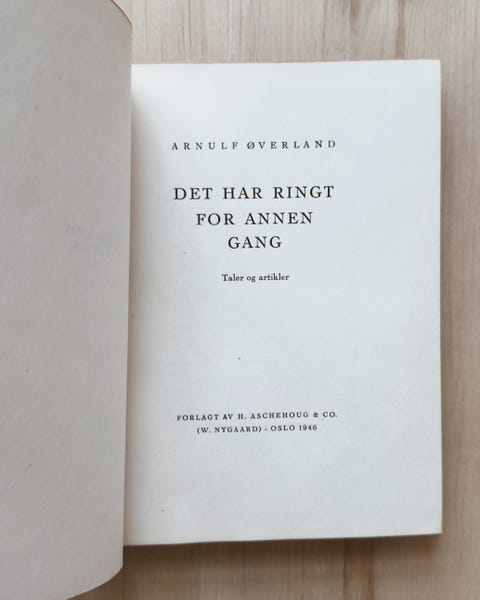 ARNULF ØVERLAND
DET HAR RINGT
FOR ANNEN
GANG
Taler og artikler
FORLAGT AV H. ASCHEHOUG & CO.
(W. NYGAARD) - OSLO 1946